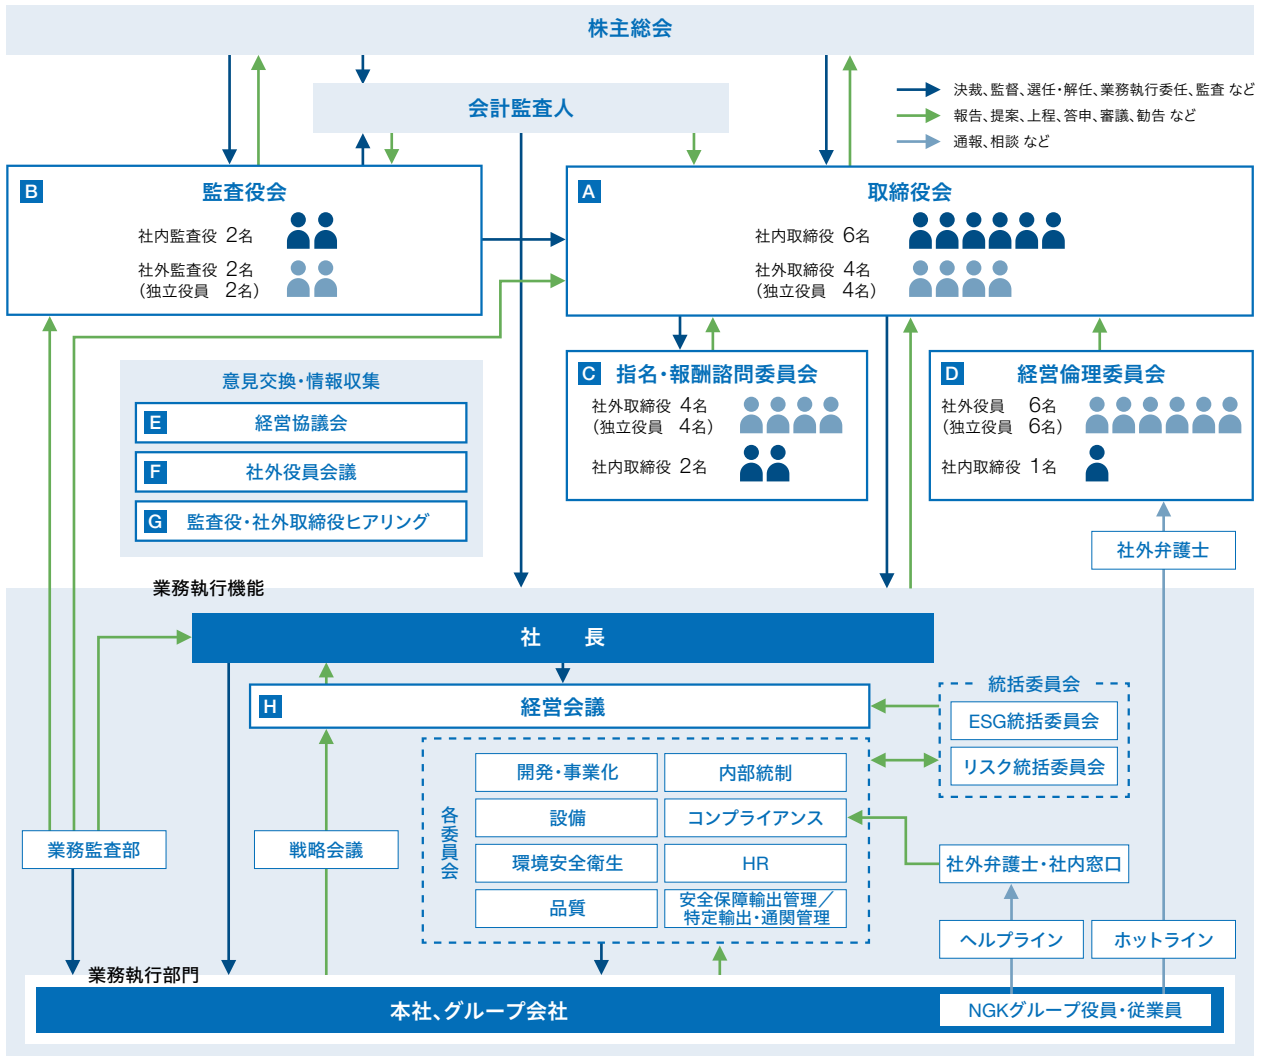 株主総会
会計監査人
決裁、監督、選任・解任、業務執行委任、監査 など
報告、提案、上程、答申、審議、勧告 など
通報、相談 など
B 監査役会
社内監査役 2名
社外監査役 2名
（独立役員 2名）
A 取締役会
社内取締役 6名
社外取締役 4名
（独立役員 4名）
意見交換・情報収集
E 経営協議会
F 社外役員会議
G 監査役・社外取締役ヒアリング
C 指名・報酬諮問委員会
社外取締役 4名
（独立役員 4名）
社内取締役 2名
D 経営倫理委員会
社外役員 6名
（独立役員 6名）
社内取締役 1名
社外弁護士
業務執行機能
社 長
H 経営会議
統括委員会
ESG統括委員会
リスク統括委員会
各委員会
開発・事業化
内部統制
設備
コンプライアンス
環境安全衛生
HR
品質
安全保障輸出管理／
特定輸出・通関管理
業務監査部
戦略会議
社外弁護士・社内窓口
ヘルプライン
ホットライン
業務執行部門
本社、グループ会社
NGKグループ役員・従業員